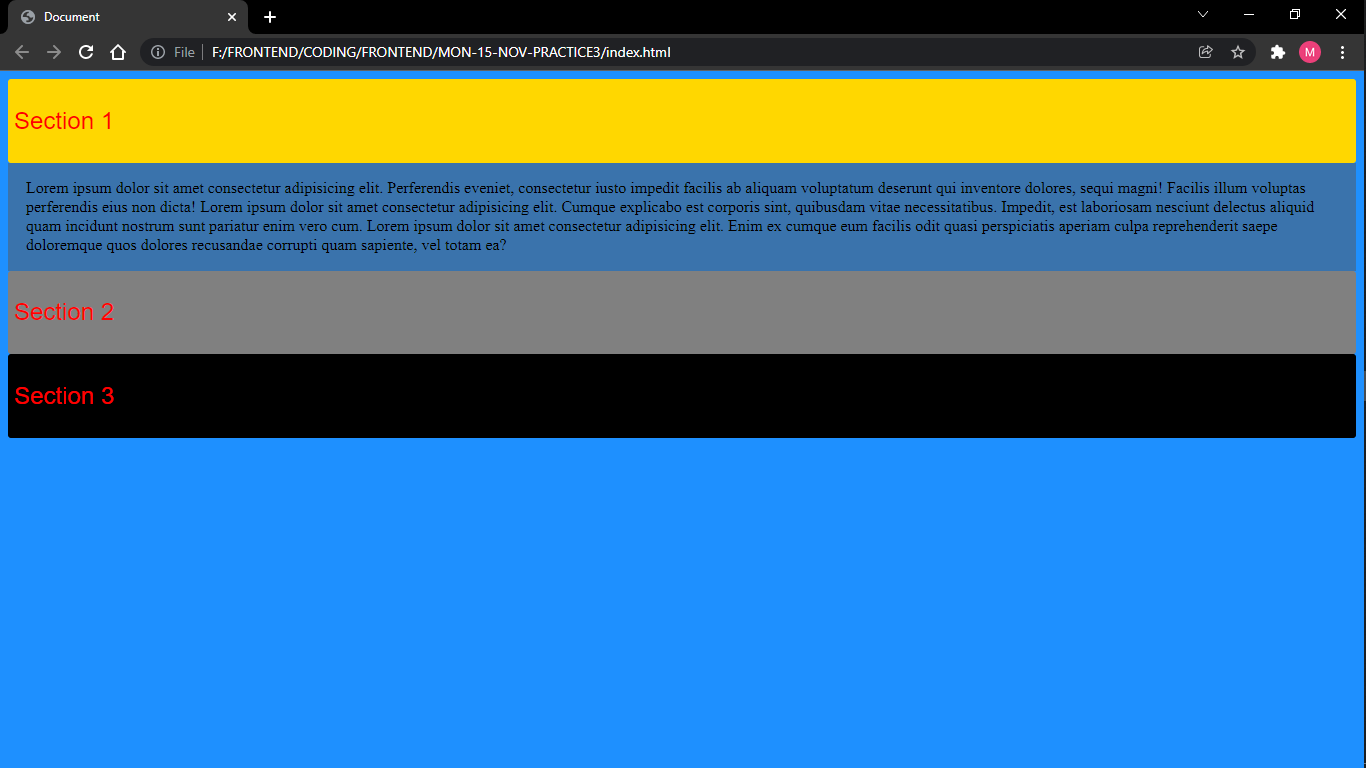 Document
File
F:/FRONTEND/CODING/FRONTEND/MON-15-NOV-PRACTICE3/index.html
M
Section 1
Lorem ipsum dolor sit amet consectetur adipisicing elit. Perferendis eveniet, consectetur iusto impedit facilis ab aliquam voluptatum deserunt qui inventore dolores, sequi magni! Facilis illum voluptas
perferendis eius non dicta! Lorem ipsum dolor sit amet consectetur adipisicing elit. Cumque explicabo est corporis sint, quibusdam vitae necessitatibus. Impedit, est laboriosam nesciunt delectus aliquid
quam incidunt nostrum sunt pariatur enim vero cum. Lorem ipsum dolor sit amet consectetur adipisicing elit. Enim ex cumque eum facilis odit quasi perspiciatis aperiam culpa reprehenderit saepe
doloremque quos dolores recusandae corrupti quam sapiente, vel totam ea?
Section 2
Section 3